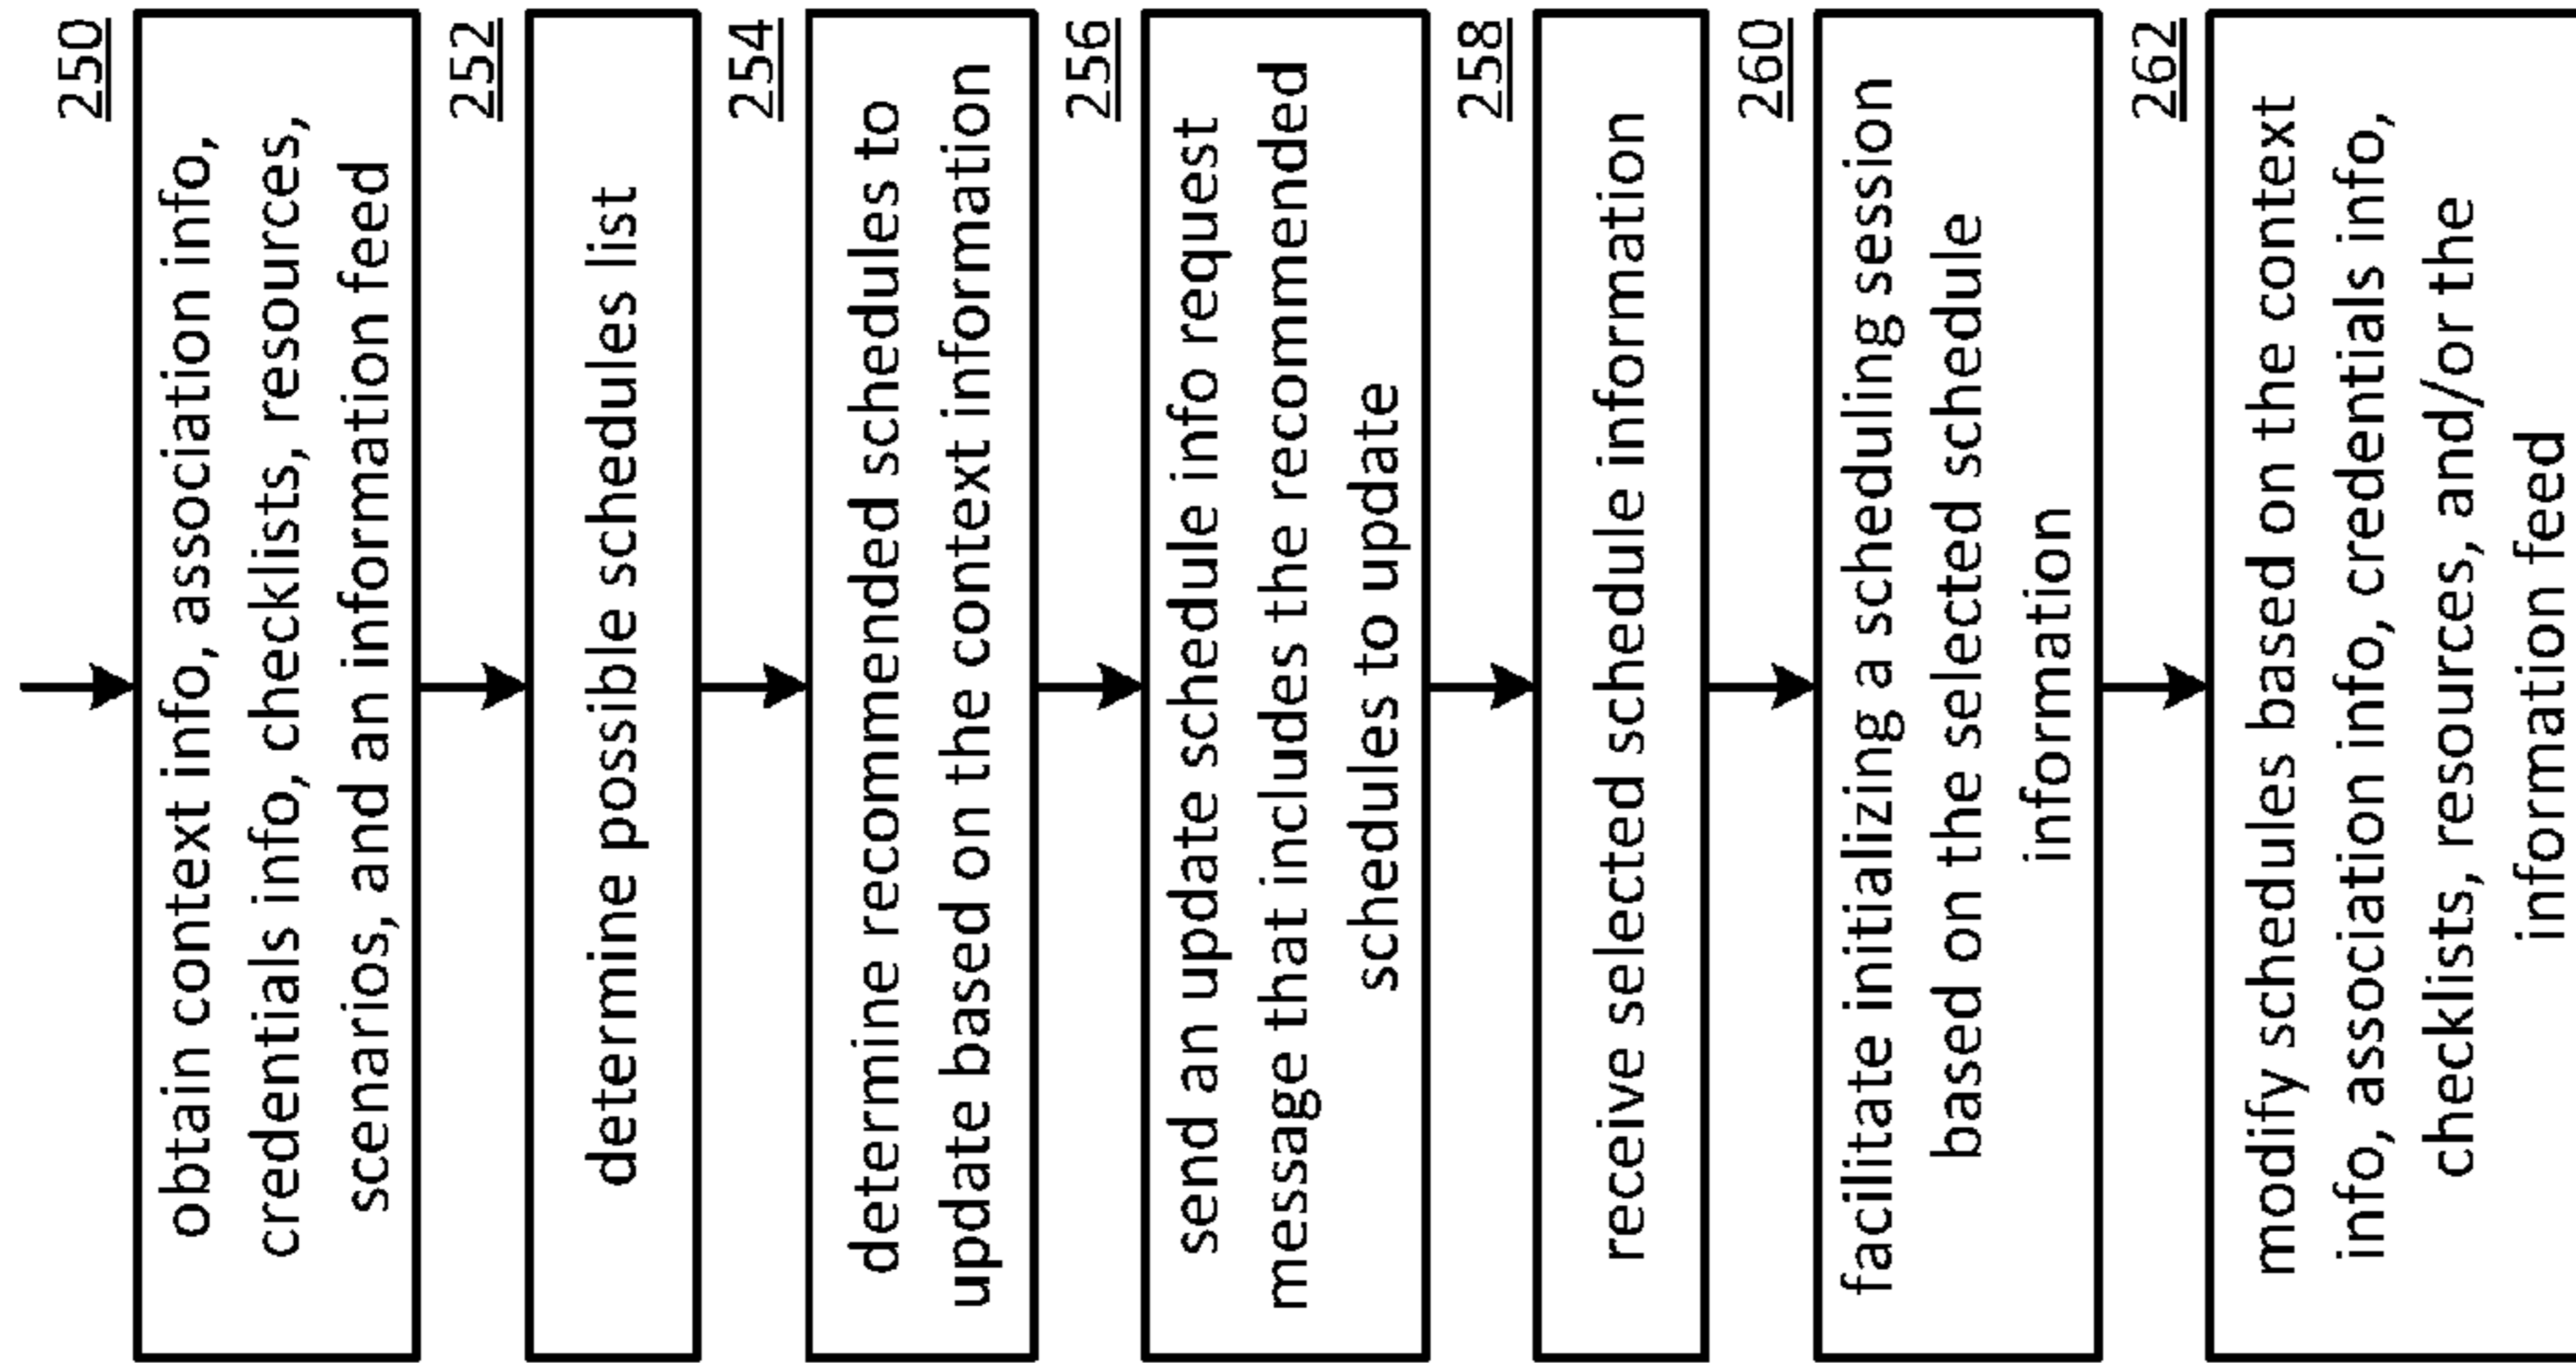 250
obtain context info, association info,
credentials info, checklists, resources,
scenarios, and an information feed
252
determine possible schedules list
254
determine recommended schedules to
update based on the context information
256
send an update schedule info request
message that includes the recommended
schedules to update
258
receive selected schedule information
260
facilitate initializing a scheduling session
based on the selected schedule
information
262
modify schedules based on the context
info, association info, credentials info,
checklists, resources, and/or the
information feed